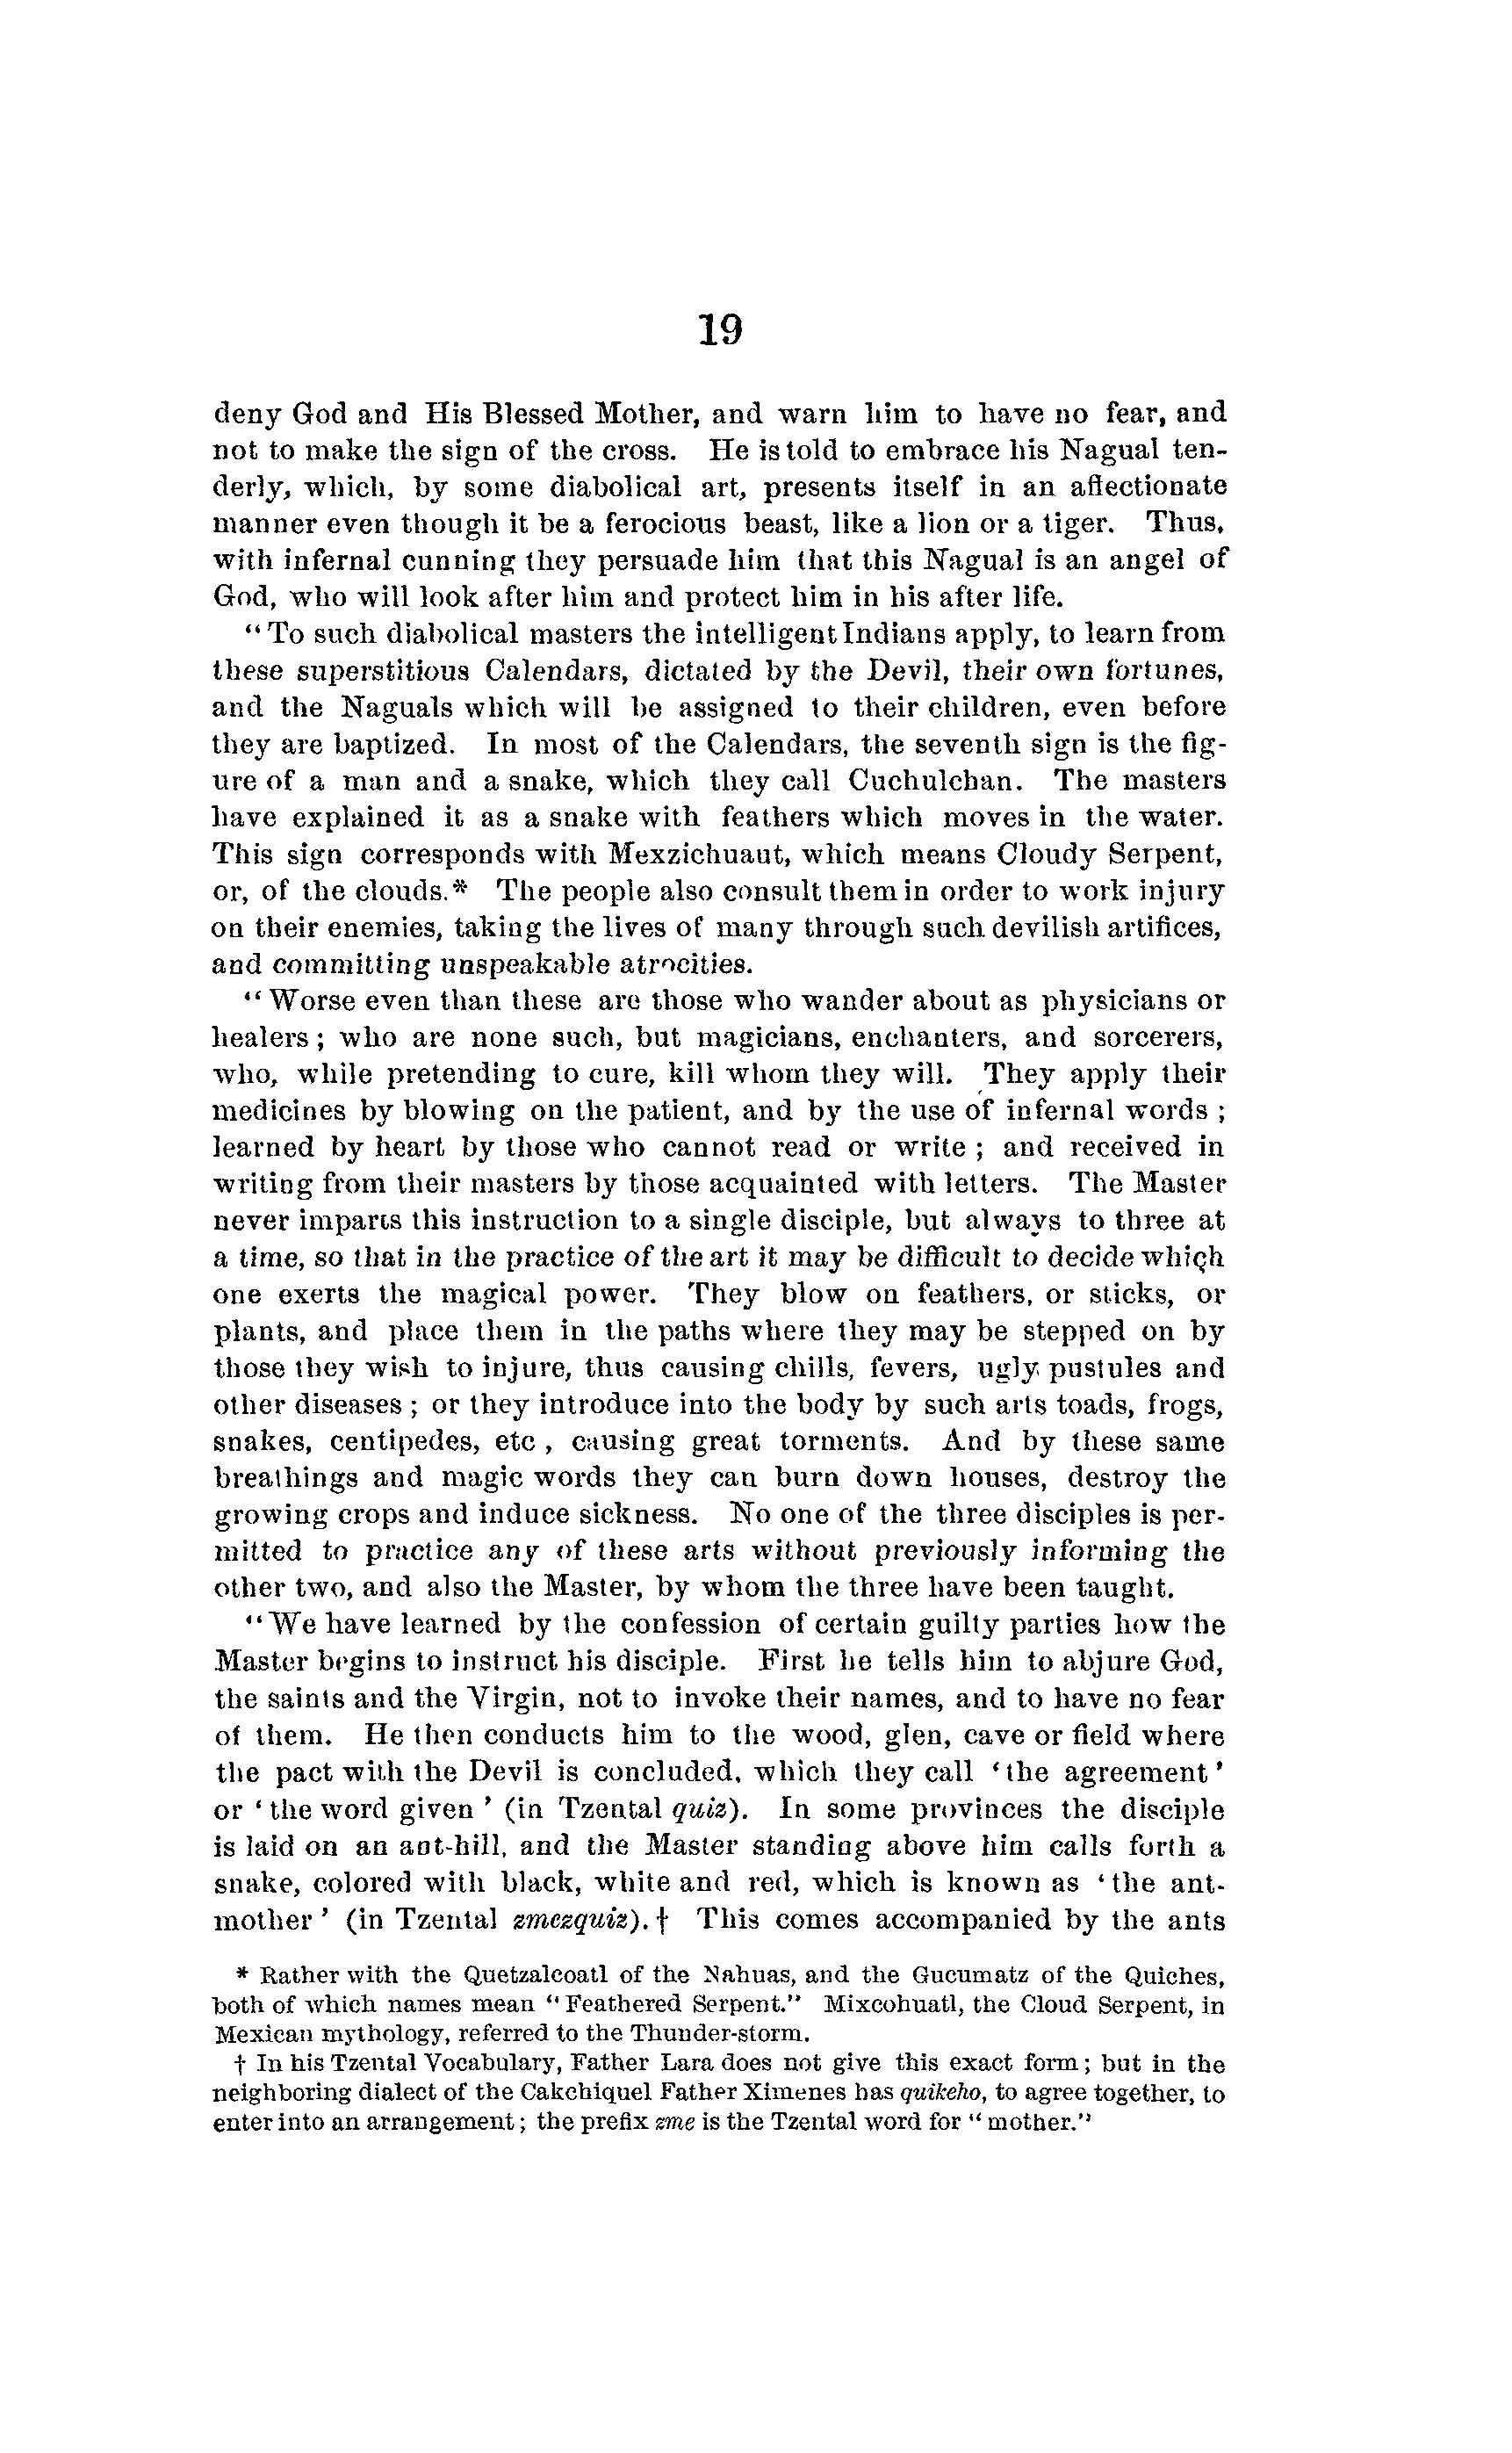 19
deny God and His Blessed Mother, and warn him to have no fear, and
not to make the sign of the cross. He is told to embrace his Nagual ten-
derly, which, by some diabolical art, presents itself in an affectionate
manner even though it be a ferocious beast, like a lion or a tiger. Thus,
with infernal cunning they persuade him that this Nagual is an angel of
God, who will look after him and protect him in his after life.
"To such diabolical masters the intelligent Indians apply, to learn from
these superstitious Calendars, dictated by the Devil, their own fortunes,
and the Naguals which will be assigned to their children, even before
they are baptized. In most of the Calendars, the seventh sign is the fig-
ure of a man and a snake, which they call Cuchulchan. The masters
have explained it as a snake with feathers which moves in the water.
This sign corresponds with Mexzichuaut, which means Cloudy Serpent,
or, of the clouds.* The people also consult them in order to work injury
on their enemies, taking the lives of many through such devilish artifices,
and committing unspeakable atrocities.
"Worse even than these are those who wander about as physicians or
healers; who are none such, but magicians, enchanters, and sorcerers,
who, while pretending to cure, kill whom they will. They apply their
medicines by blowing on the patient, and by the use of infernal words;
learned by heart by those who cannot read or write; and received in
writing from their masters by those acquainted with letters. The Master
never imparts this instruction to a single disciple, but always to three at
a time, so that in the practice of the art it may be difficult to decide which
one exerts the magical power. They blow on feathers, or sticks, or
plants, and place them in the paths where they may be stepped on by
those they wish to injure, thus causing chills, fevers, ugly pustules and
other diseases; or they introduce into the body by such arts toads, frogs,
snakes, centipedes, etc, causing great torments. And by these same
breathings and magic words they can burn down houses, destroy the
growing crops and induce sickness. No one of the three disciples is per-
mitted to practice any of these arts without previously informing the
other two, and also the Master, by whom the three have been taught.
"We have learned by the confession of certain guilty parties how the
Master begins to instruct his disciple. First he tells him to abjure God,
the saints and the Virgin, not to invoke their names, and to have no fear
of them. He then conducts him to the wood, glen, cave or field where
the pact with the Devil is concluded, which they call 'the agreement'
or 'the word given' (in Tzental quiz). In some provinces the disciple
is laid on an ant-hill, and the Master standing above him calls forth a
snake, colored with black, white and red, which is known as 'the ant-
mother' (in Tzental zmezquiz).† This comes accompanied by the ants
* Rather with the Quetzalcoatl of the Nahuas, and the Gucumatz of the Quiches,
both of which names mean "Feathered Serpent." Mixcohuatl, the Cloud Serpent, in
Mexican mythology, referred to the Thunder-storm.
† In his Tzental Vocabulary, Father Lara does not give this exact form; but in the
neighboring dialect of the Cakchiquel Father Ximenes has quikeho, to agree together, to
enter into an arrangement; the prefix zme is the Tzental word for "mother."